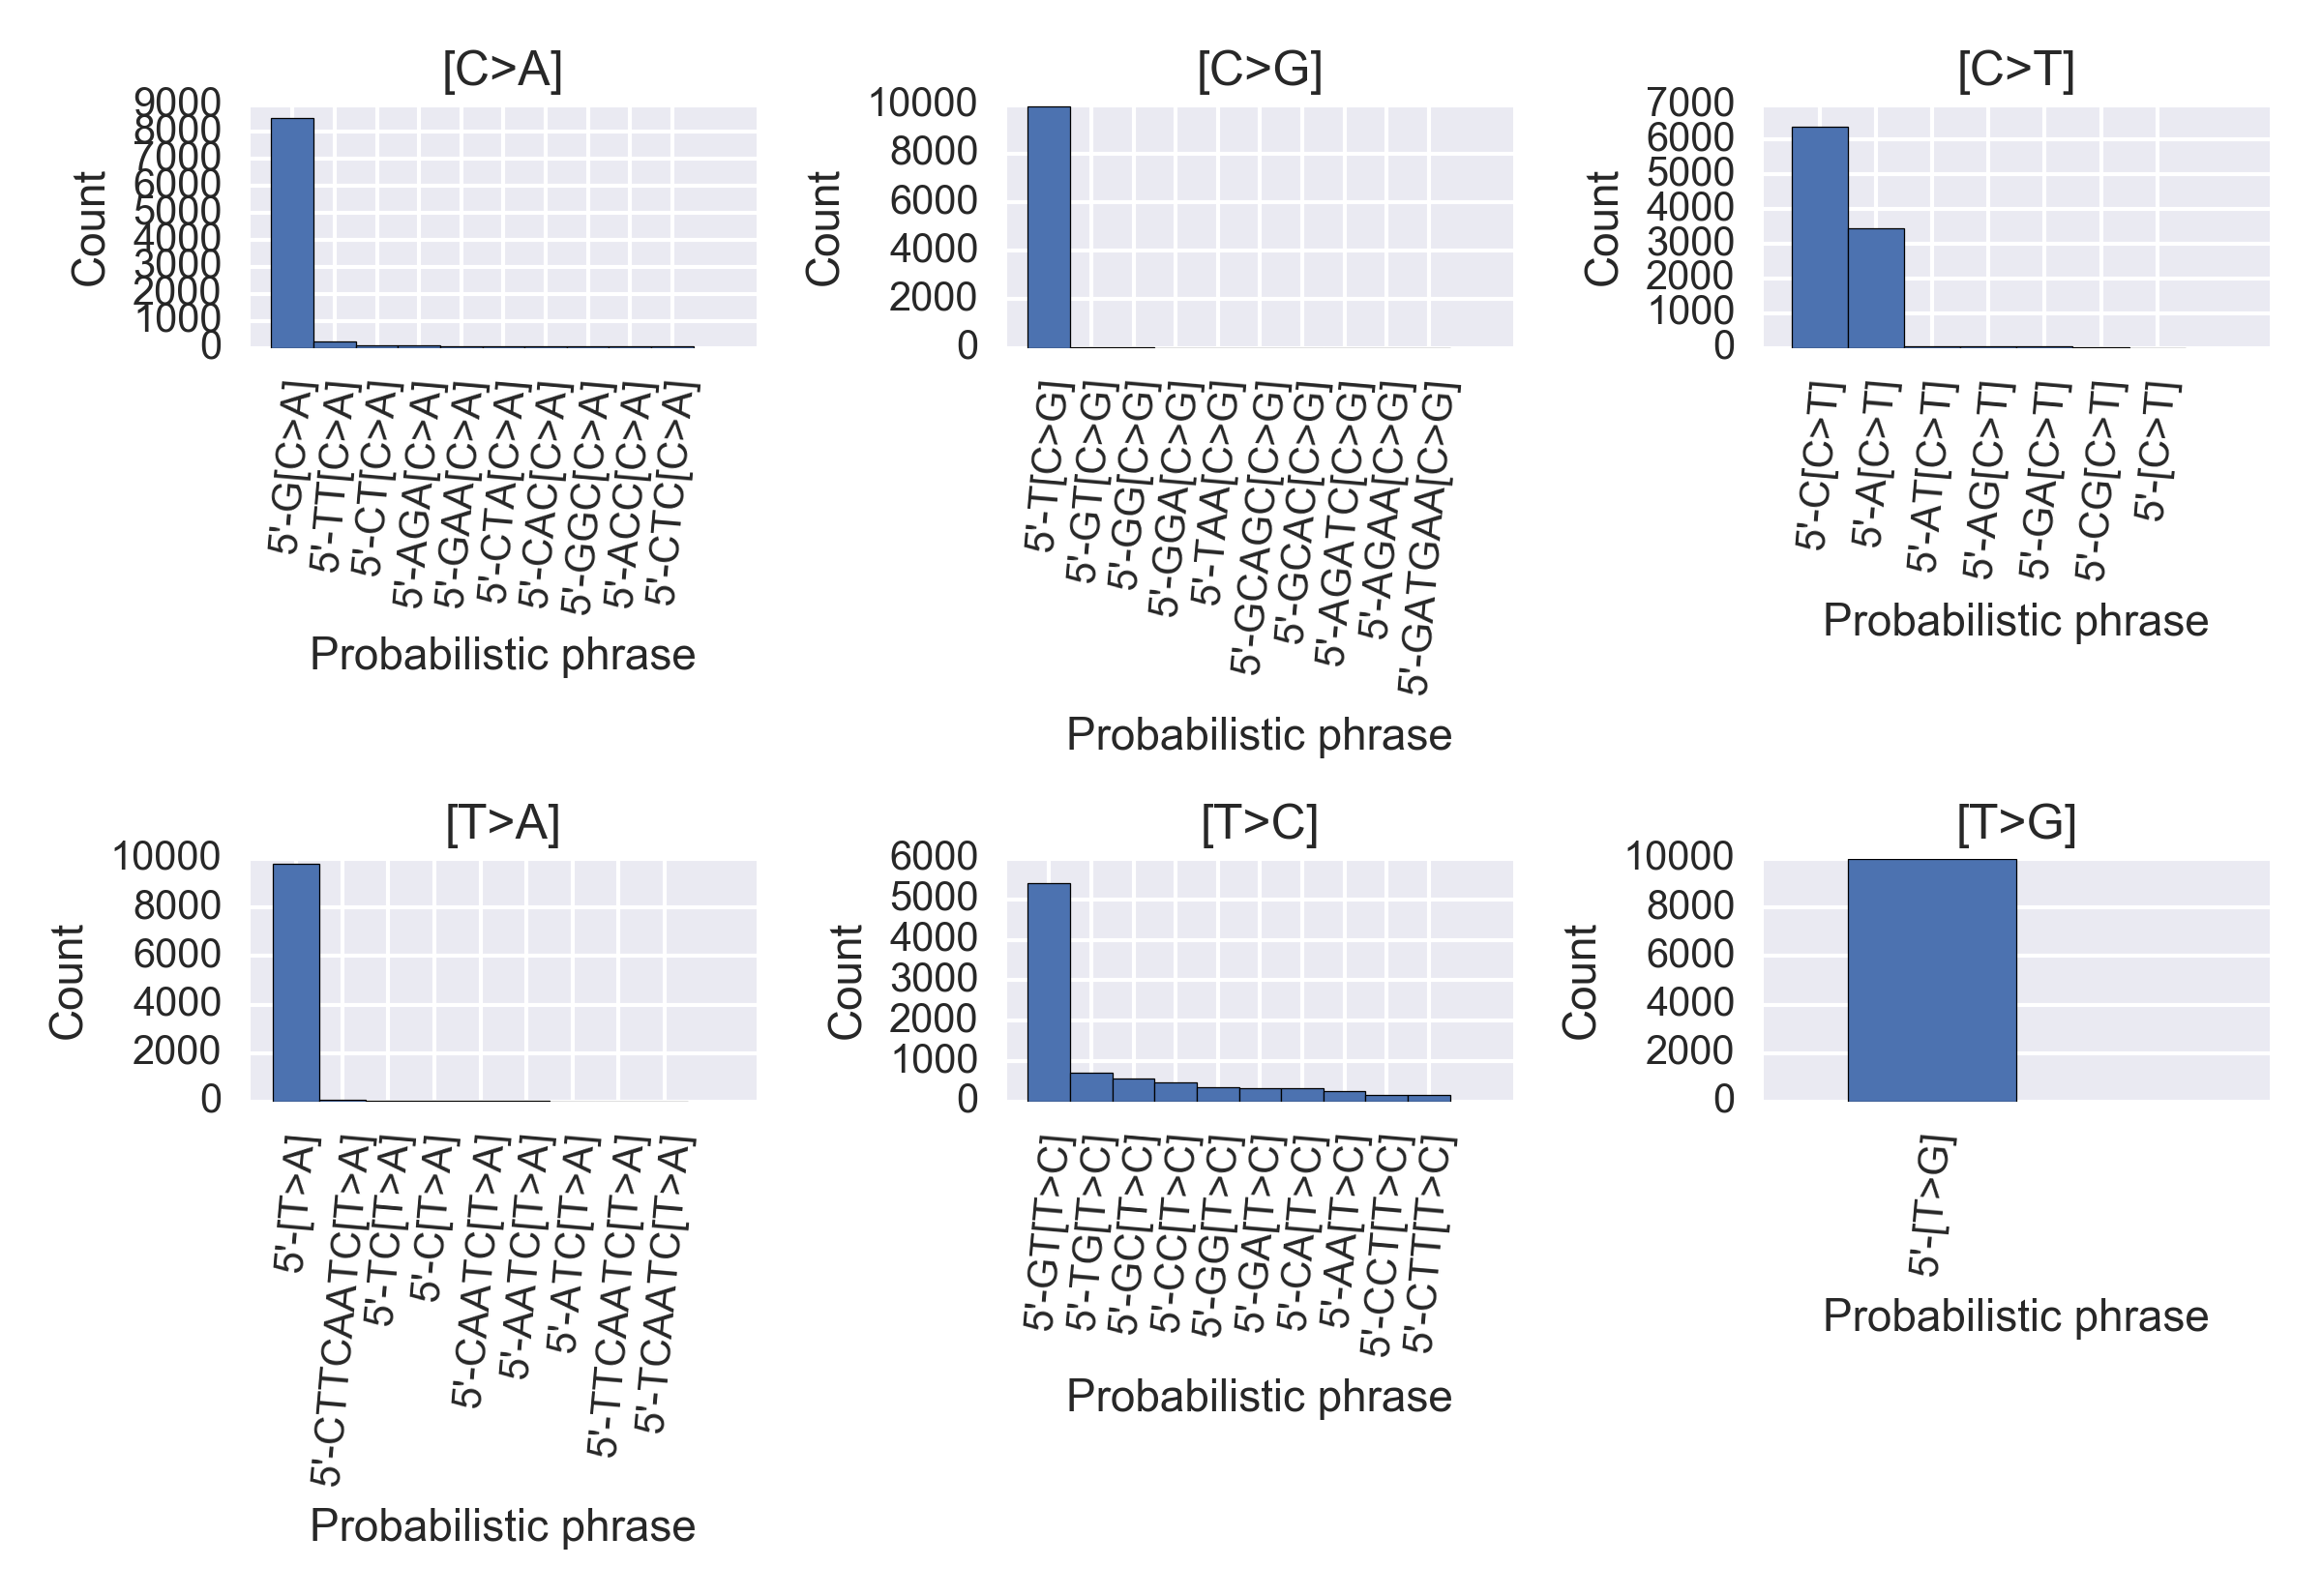 [C>A]
9000
8000
7000
6000
5000
4000
3000
2000
1000
0
Count
5'-G[C>A]
5'-TT[C>A]
5'-CT[C>A]
5'-AGA[C>A]
5'-GAA[C>A]
5'-CTA[C>A]
5'-CAC[C>A]
5'-GGC[C>A]
5'-ACC[C>A]
5'-CTC[C>A]
Probabilistic phrase
[C>G]
10000
8000
6000
4000
2000
0
Count
5'-T[C>G]
5'-GT[C>G]
5'-GG[C>G]
5'-GGA[C>G]
5'-TAA[C>G]
5'-GCAGC[C>G]
5'-GCAC[C>G]
5'-AGATC[C>G]
5'-AGAA[C>G]
5'-GATGAA[C>G]
Probabilistic phrase
[C>T]
7000
6000
5000
4000
3000
2000
1000
0
Count
5'-C[C>T]
5'-A[C>T]
5'-AT[C>T]
5'-AG[C>T]
5'-GA[C>T]
5'-CG[C>T]
5'-[C>T]
Probabilistic phrase
[T>A]
10000
8000
6000
4000
2000
0
Count
5'-[T>A]
5'-CTTCAATC[T>A]
5'-TC[T>A]
5'-C[T>A]
5'-CAATC[T>A]
5'-AATC[T>A]
5'-ATC[T>A]
5'-TTCAATC[T>A]
5'-TCAATC[T>A]
Probabilistic phrase
[T>C]
6000
5000
4000
3000
2000
1000
0
Count
5'-GT[T>C]
5'-TG[T>C]
5'-GC[T>C]
5'-CC[T>C]
5'-GG[T>C]
5'-GA[T>C]
5'-CA[T>C]
5'-AA[T>C]
5'-CCT[T>C]
5'-CTT[T>C]
Probabilistic phrase
[T>G]
10000
8000
6000
4000
2000
0
Count
5'-[T>G]
Probabilistic phrase